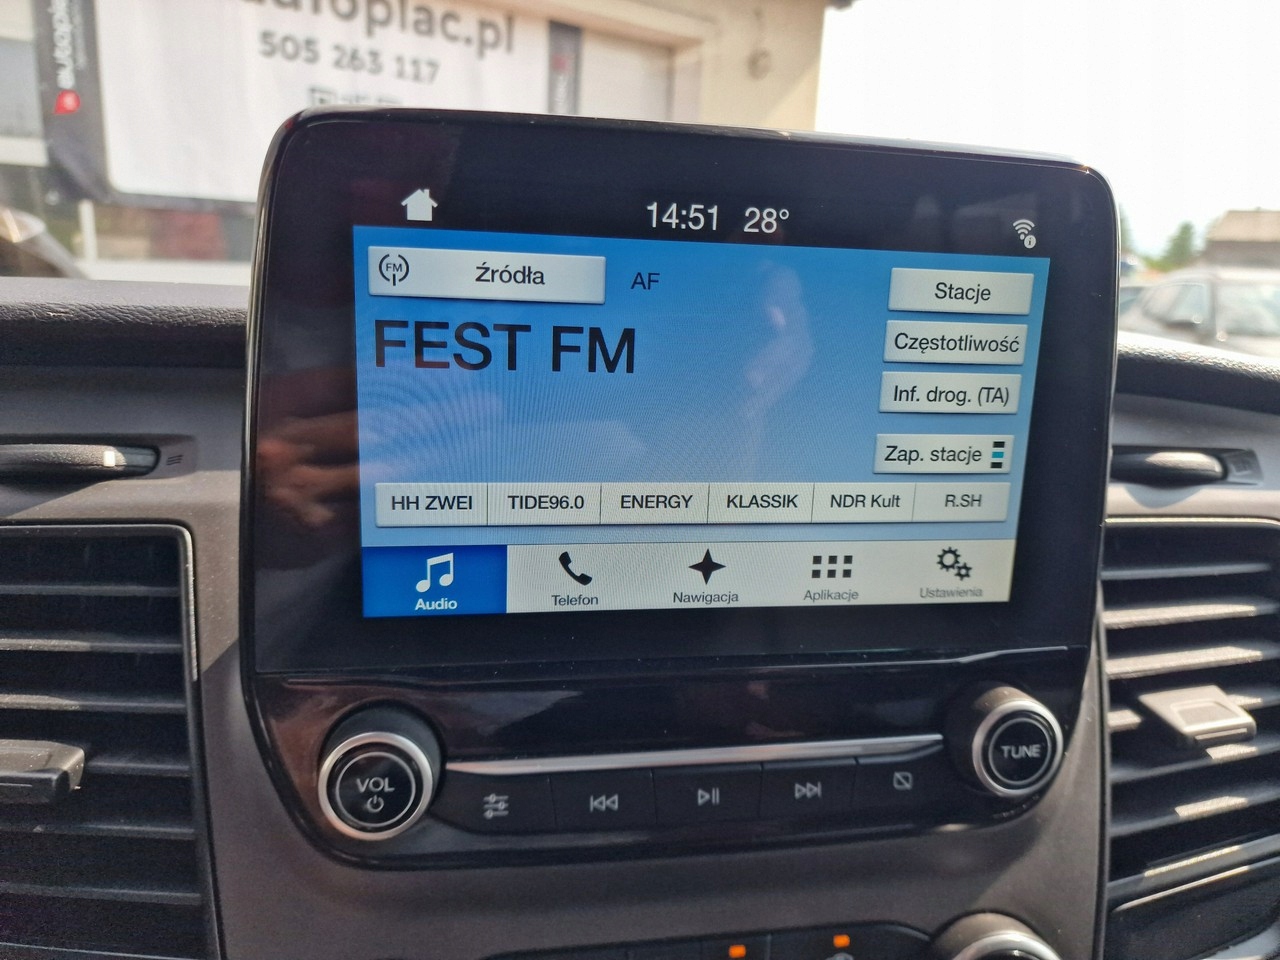 autoplac.pl
505 263 117
14:51 28°
FM Źródła AF
Stacje
FEST FM
Częstotliwość
Inf. drog. (TA)
Zap. stacje
HH ZWEI TIDE96.0 ENERGY KLASSIK NDR Kult R.SH
Audio Telefon Nawigacja Aplikacje Ustawienia
VOL
TUNE